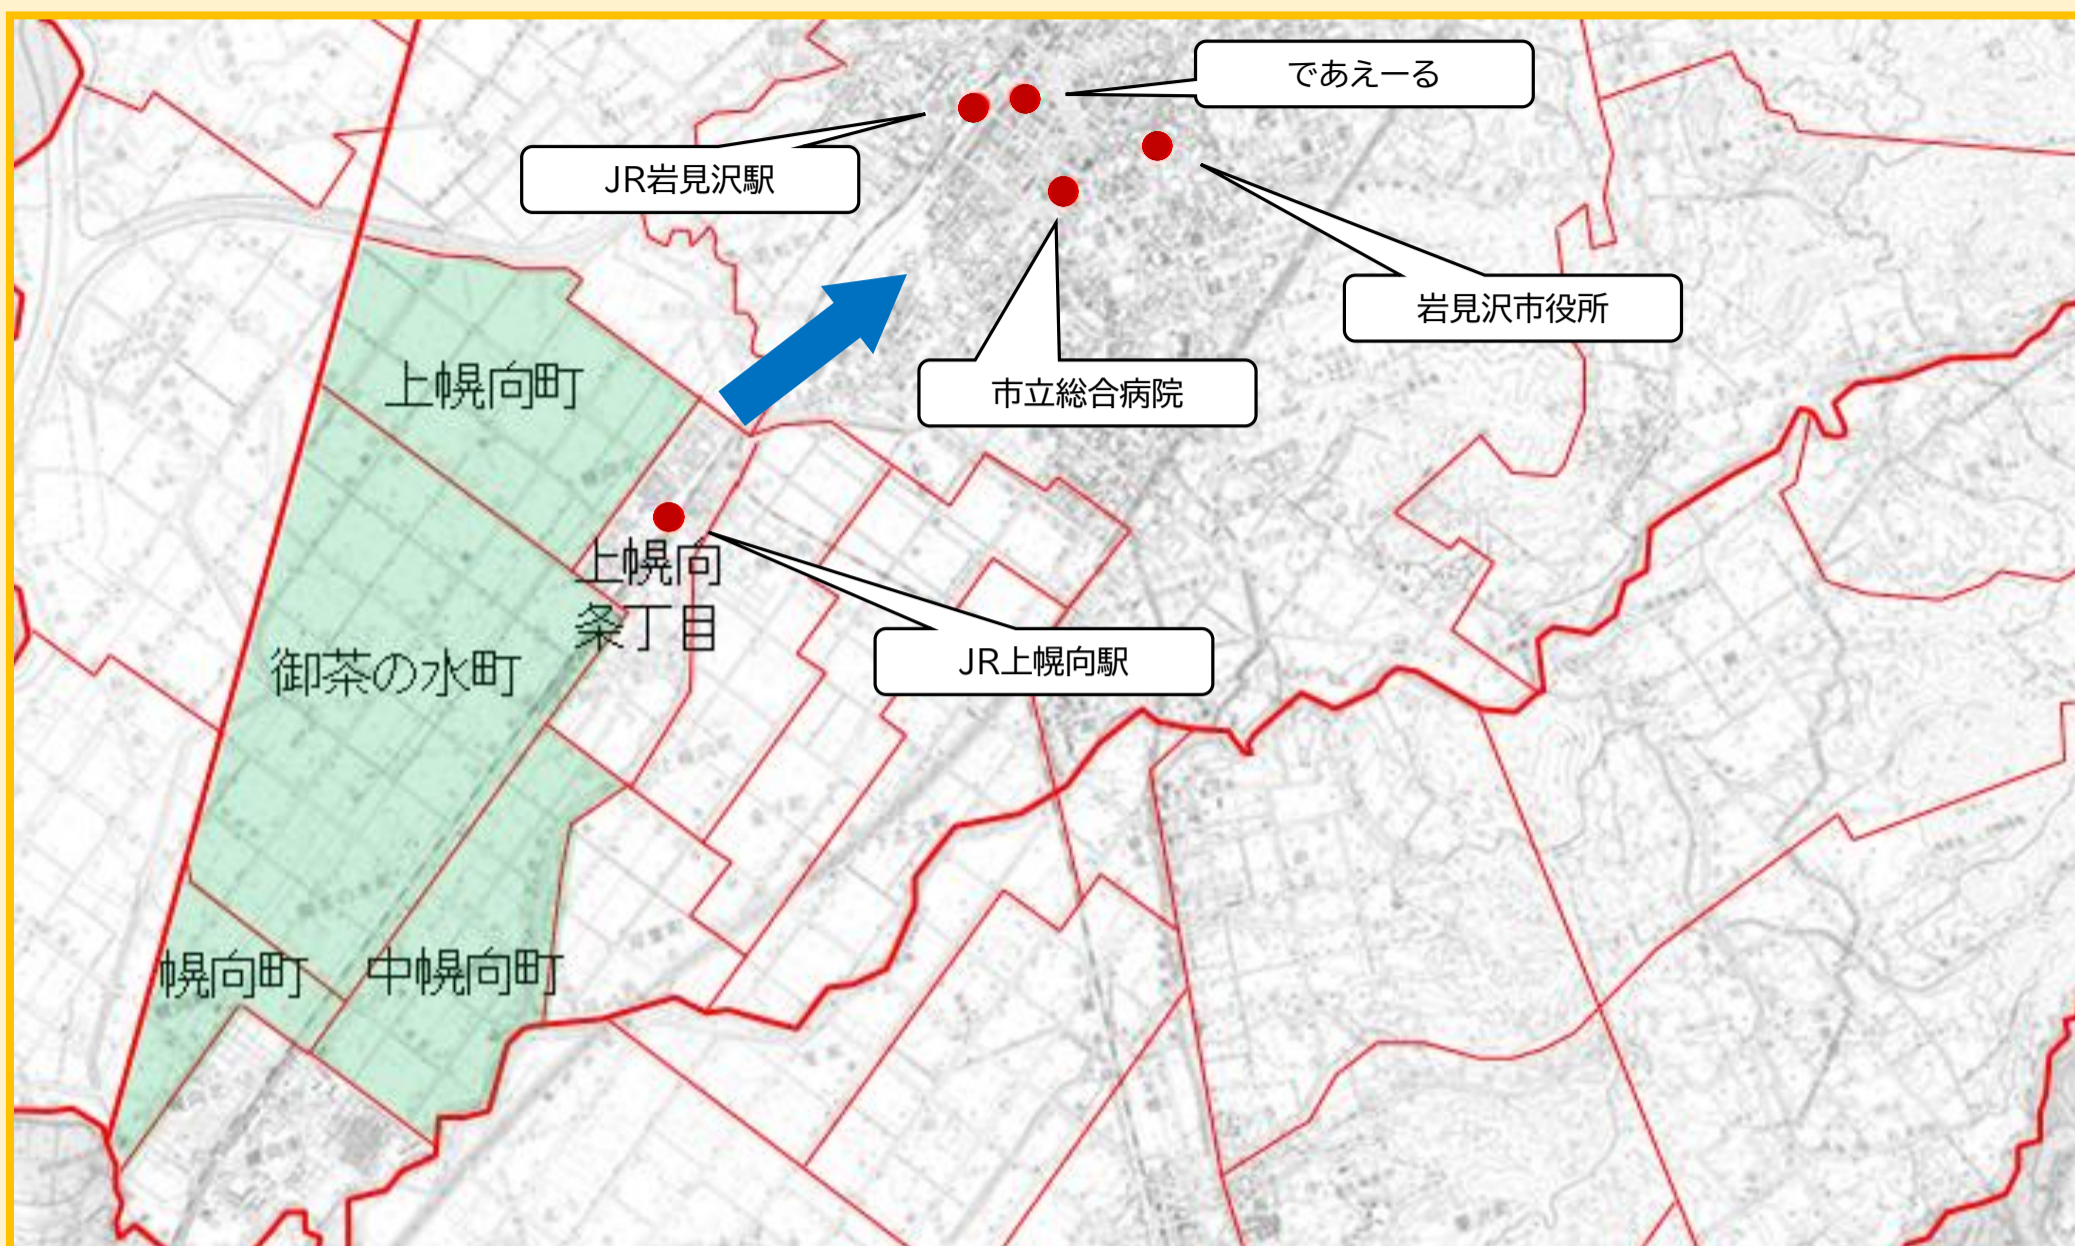 であえーる
JR岩見沢駅
岩見沢市役所
市立総合病院
上幌向町
上幌向
条丁目
JR上幌向駅
御茶の水町
幌向町
中幌向町